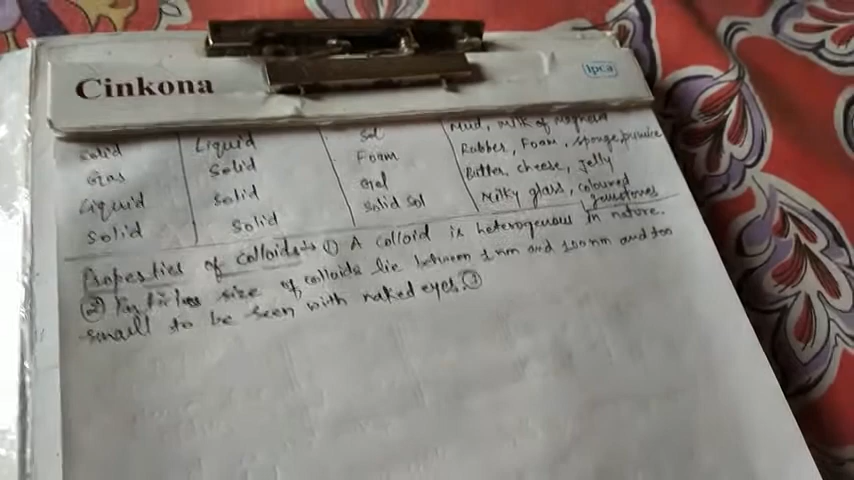 Cinkona
ipca
Solid Liquid Sol Mud, milk of magnesia
Gas Solid Foam Rubber, Foam, sponge, pumice
Liquid Solid Gel Butter, cheese, jelly
Solid Solid Solid Sol Milky glass, coloured
gemstones
Properties of colloids:- ① A colloid is heterogenous in nature.
② Particles size of colloids lie between 1nm and 100nm and too
small to be seen with naked eyes. ③